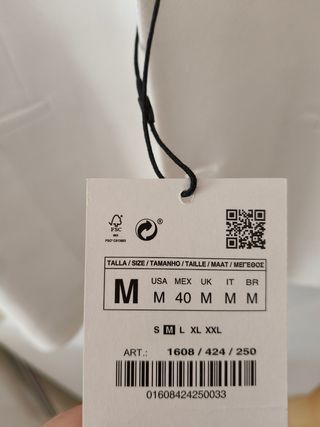 FSC
®
TALLA / SIZE / TAMANHO / TAILLE / MAAT / ΜΕΓΕΘΟΣ
M
USA MEX UK IT BR
M 40 M M M
S M L XL XXL
ART.: 1608 / 424 / 250
01608424250033